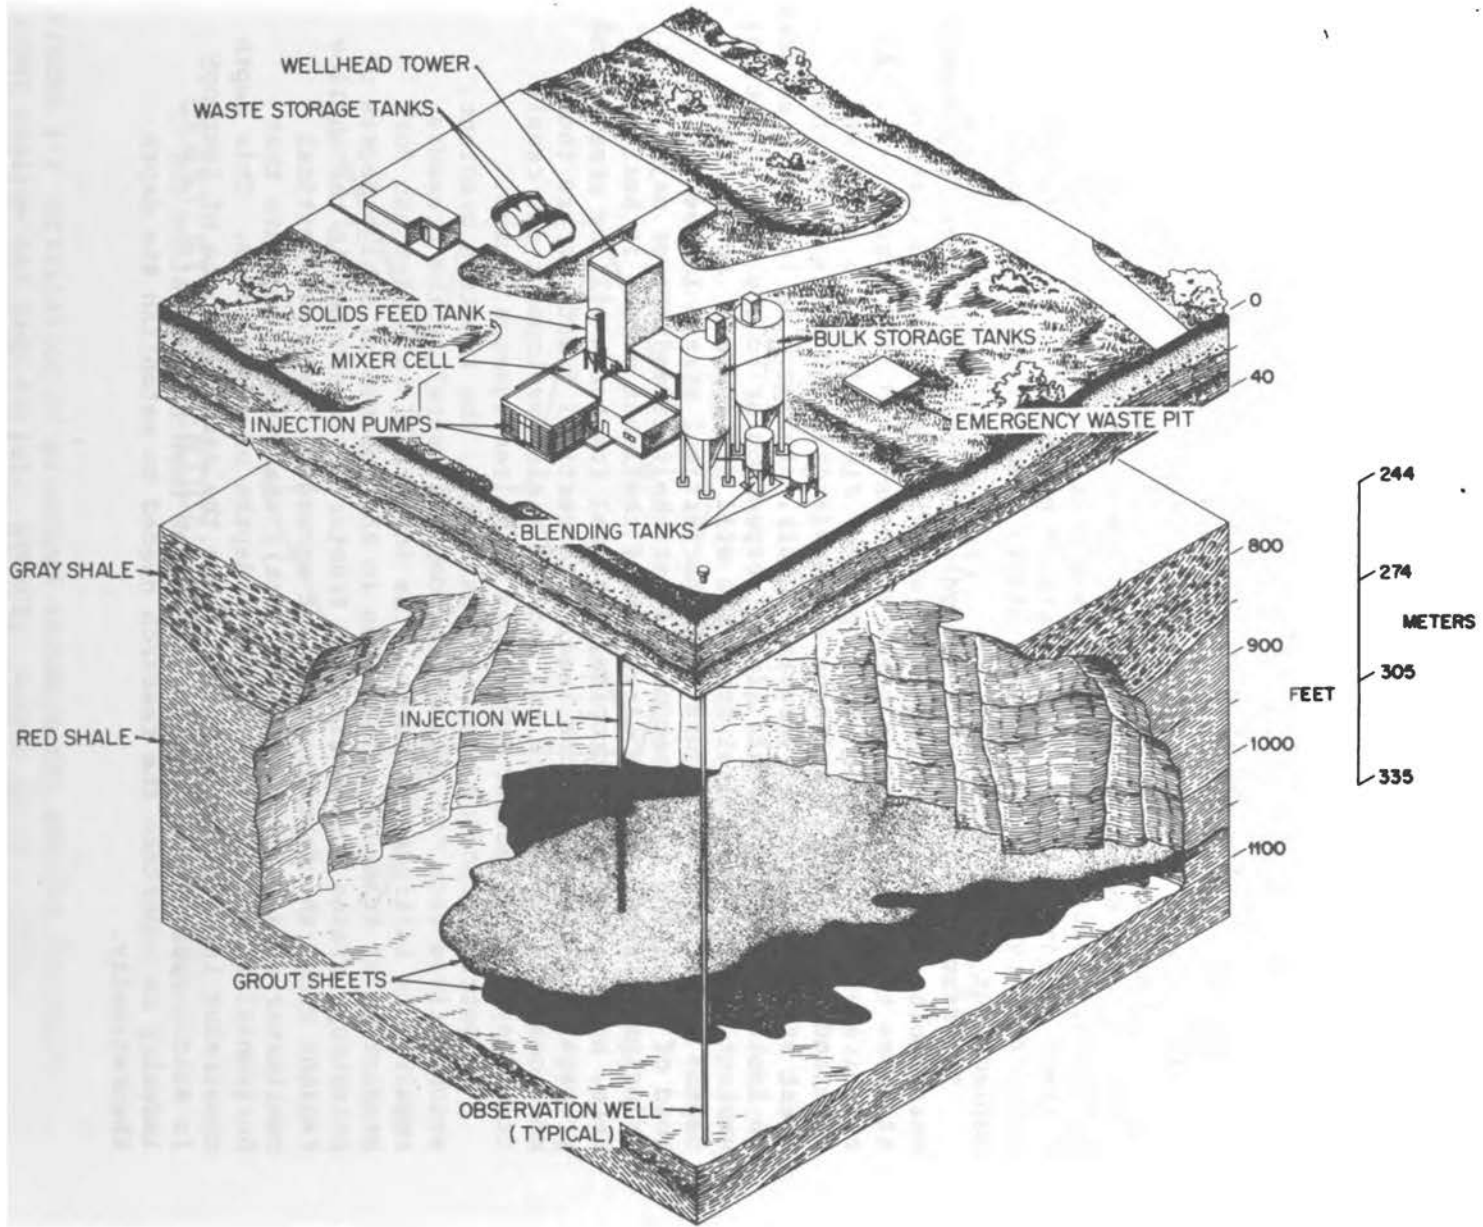 WELLHEAD TOWER
WASTE STORAGE TANKS
SOLIDS FEED TANK
MIXER CELL
INJECTION PUMPS
BULK STORAGE TANKS
EMERGENCY WASTE PIT
BLENDING TANKS
0
40
GRAY SHALE
RED SHALE
INJECTION WELL
GROUT SHEETS
OBSERVATION WELL
(TYPICAL)
800
900
1000
1100
FEET
244
274
METERS
305
335